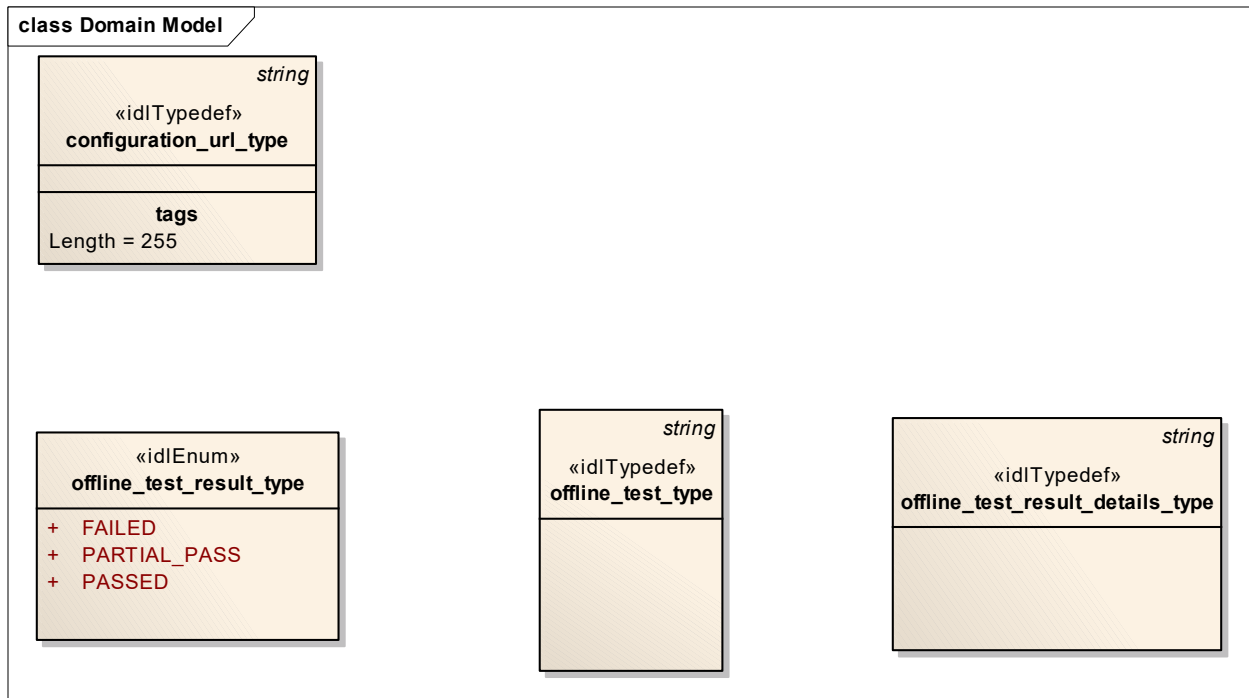 class Domain Model
string
«idlTypedef»
configuration_url_type
tags
Length = 255
«idlEnum»
offline_test_result_type
+ FAILED
+ PARTIAL_PASS
+ PASSED
string
«idlTypedef»
offline_test_type
string
«idlTypedef»
offline_test_result_details_type